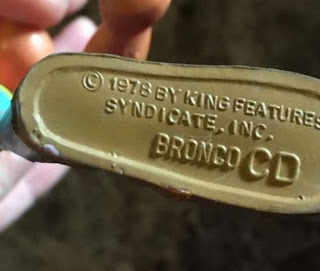 © 1978 BY KING FEATURES
SYNDICATE, INC.
BRONCO CD